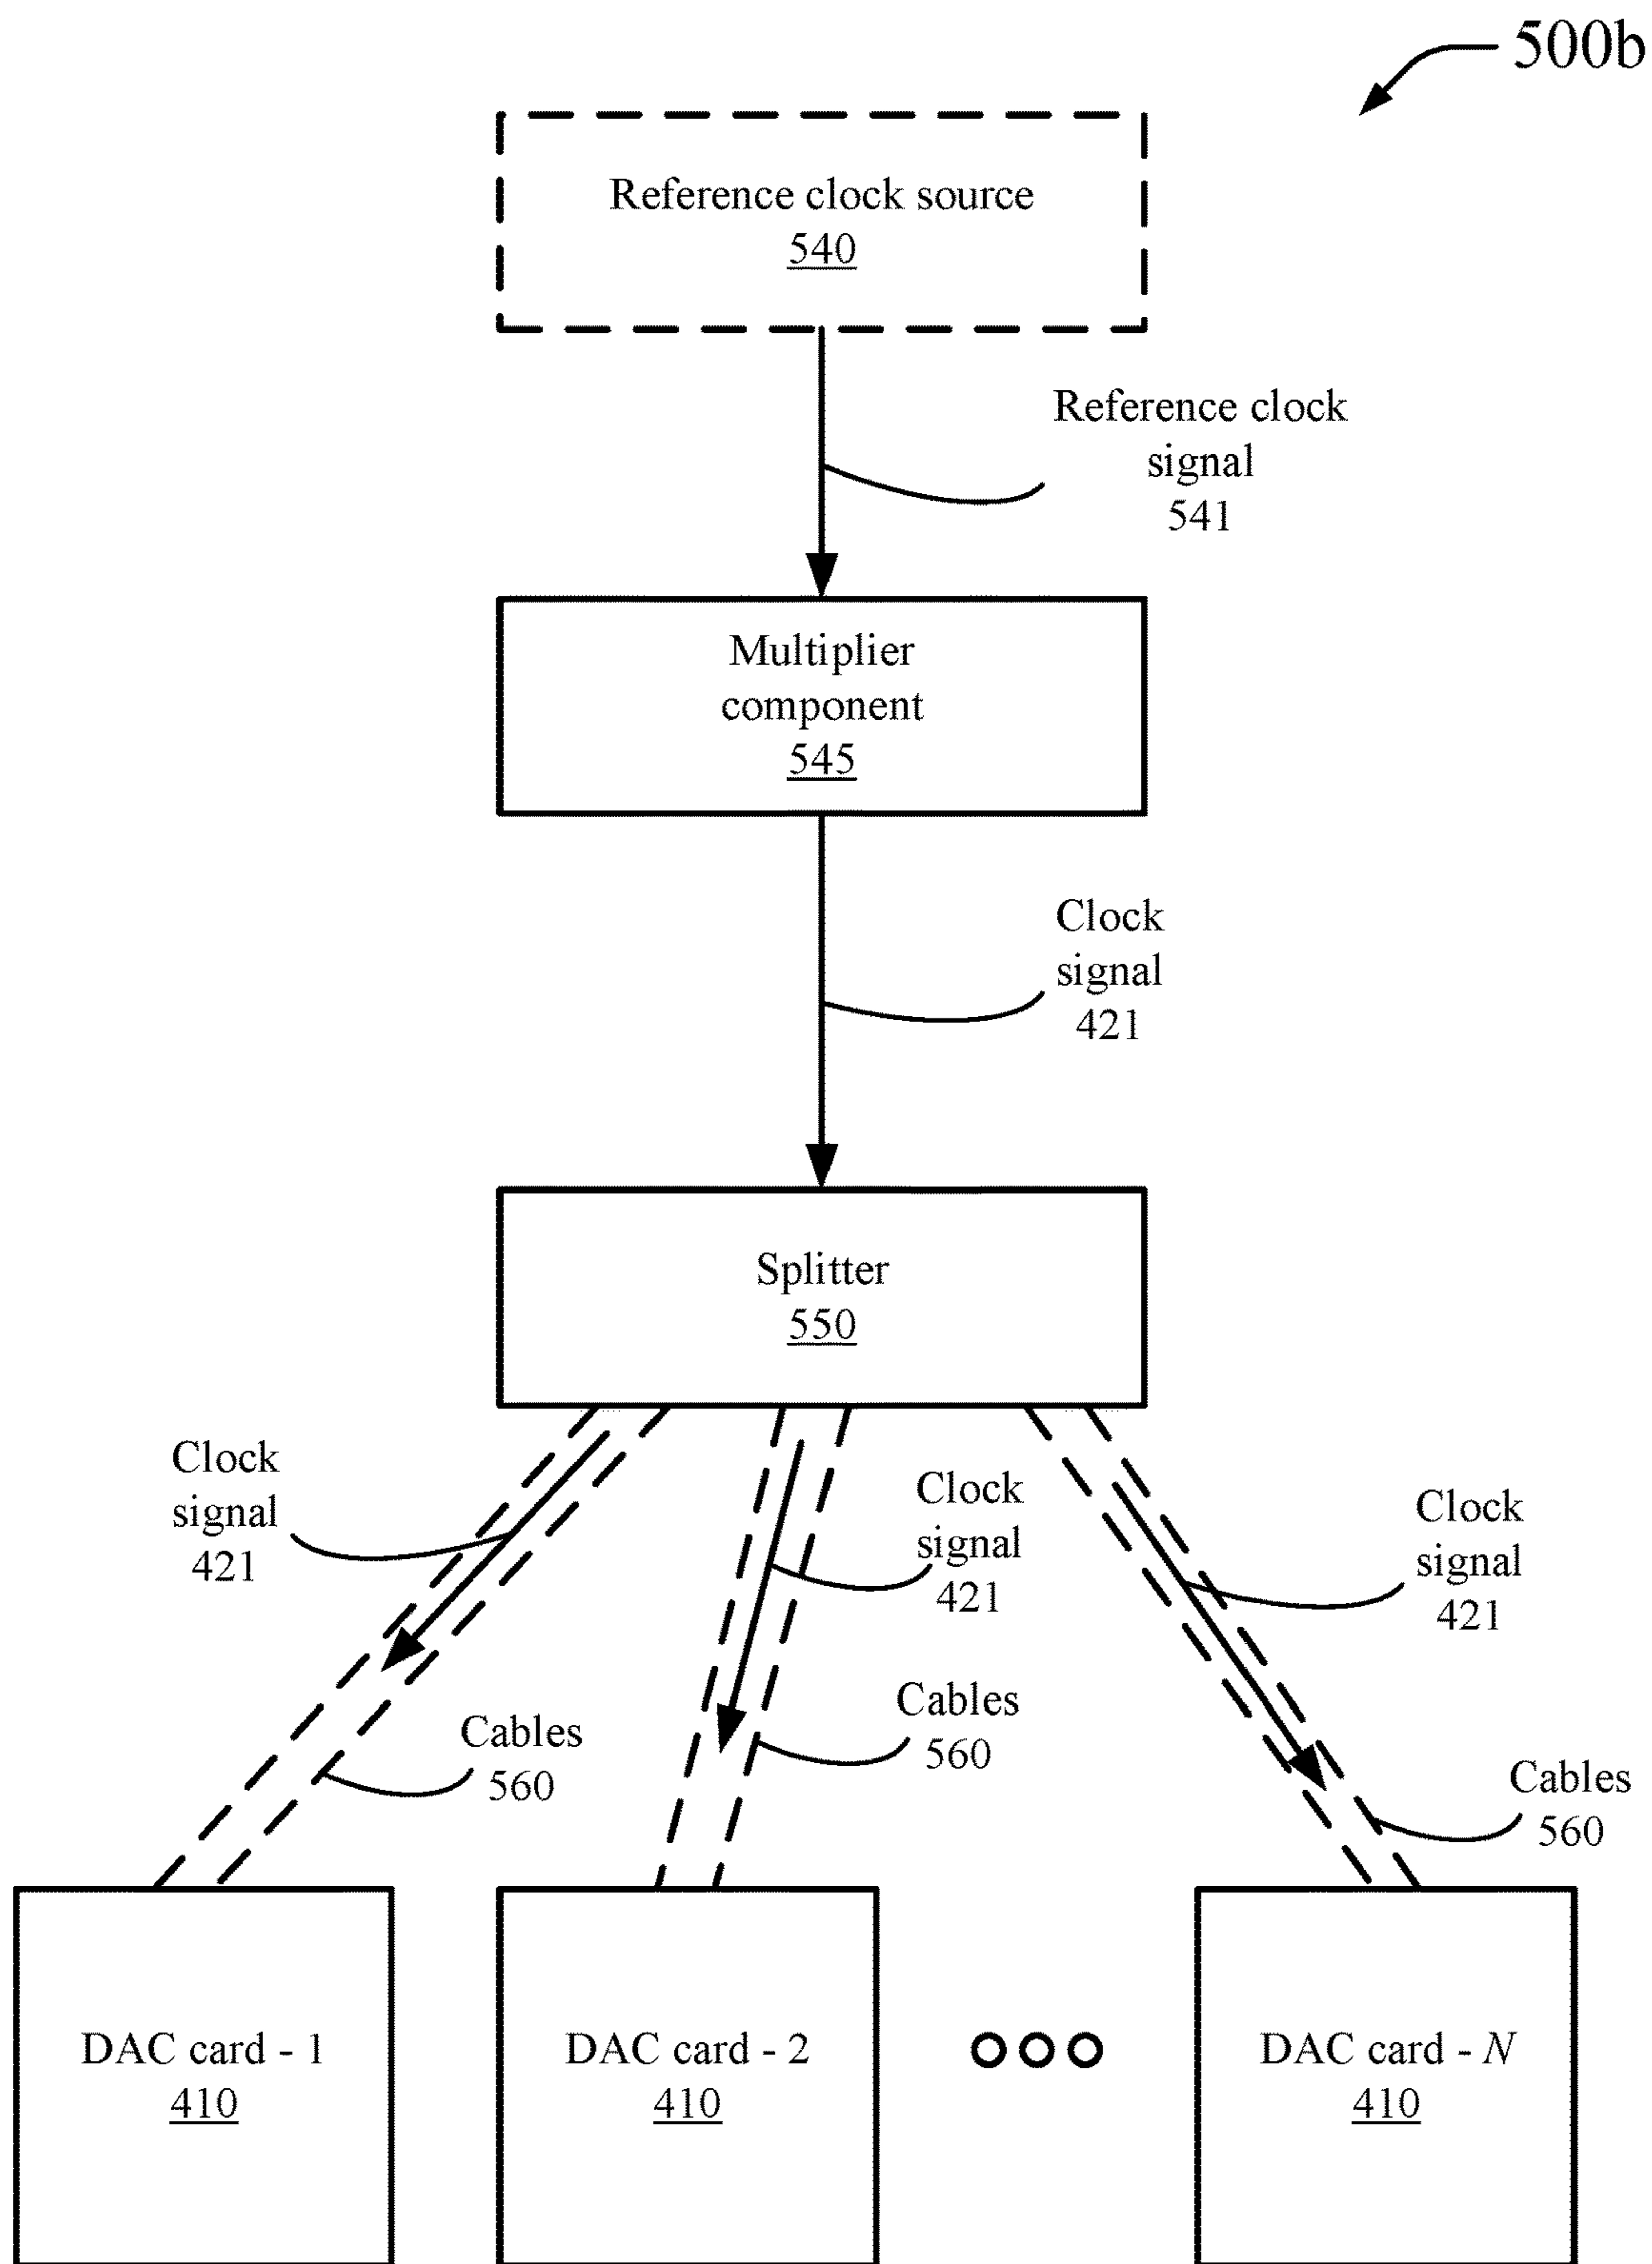 500b
Reference clock source
540
Reference clock
signal
541
Multiplier
component
545
Clock
signal
421
Splitter
550
Clock
signal
421
Clock
signal
421
Clock
signal
421
Cables
560
Cables
560
Cables
560
DAC card - 1
410
DAC card - 2
410
DAC card - N
410